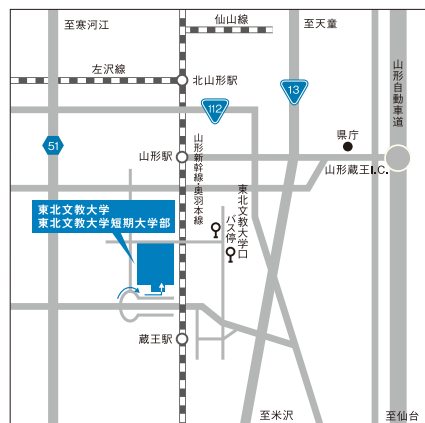 至寒河江
仙山線
至天童
左沢線
北山形駅
13
112
山形自動車道
51
県庁
山形駅
山形蔵王I.C.
山形新幹線・奥羽本線
東北文教大学
東北文教大学短期大学部
東北文教大学口
バス停
蔵王駅
至米沢
至仙台